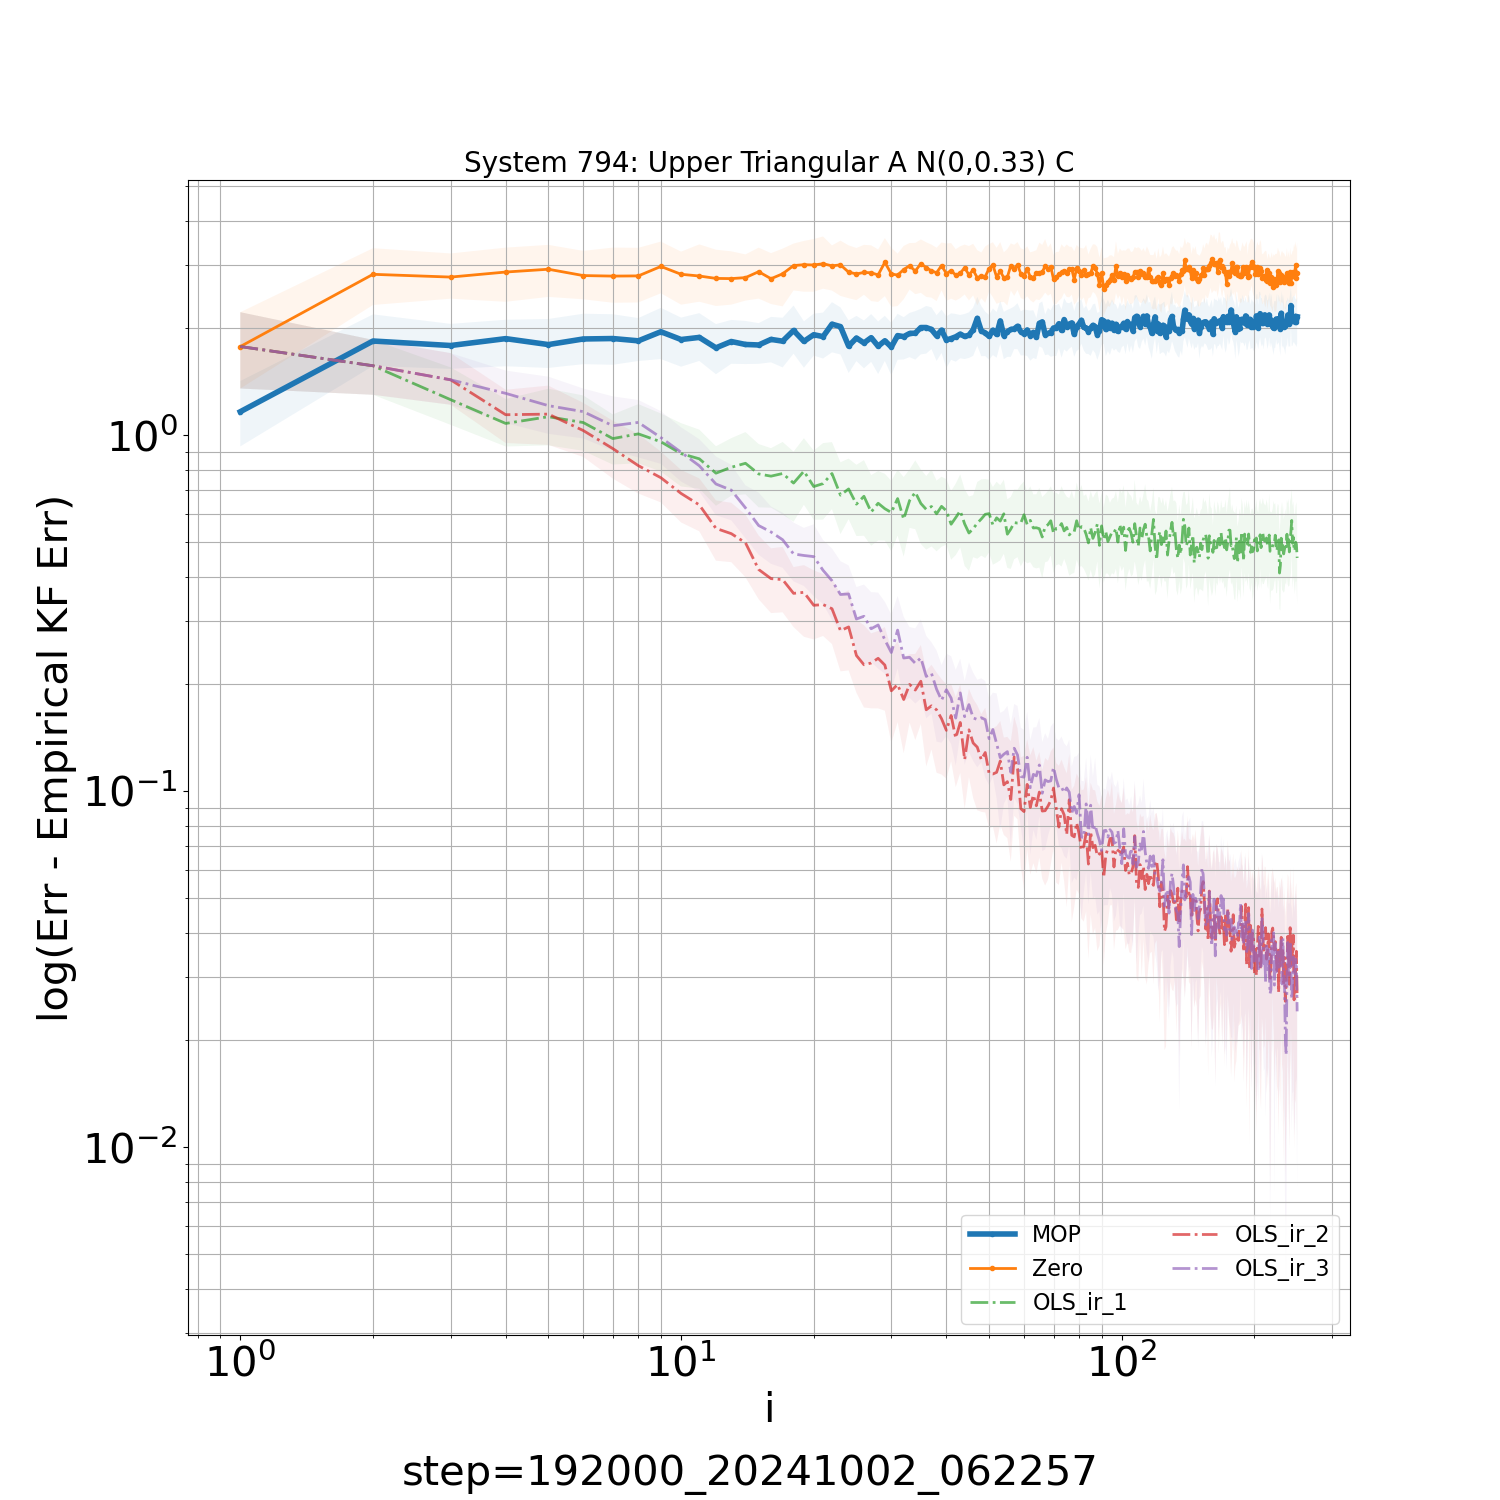 System 794: Upper Triangular A N(0,0.33) C
log(Err - Empirical KF Err)
10⁰
10⁻¹
10⁻²
10⁰ 10¹ 10²
i
MOP
Zero
OLS_ir_1
OLS_ir_2
OLS_ir_3
step=192000_20241002_062257